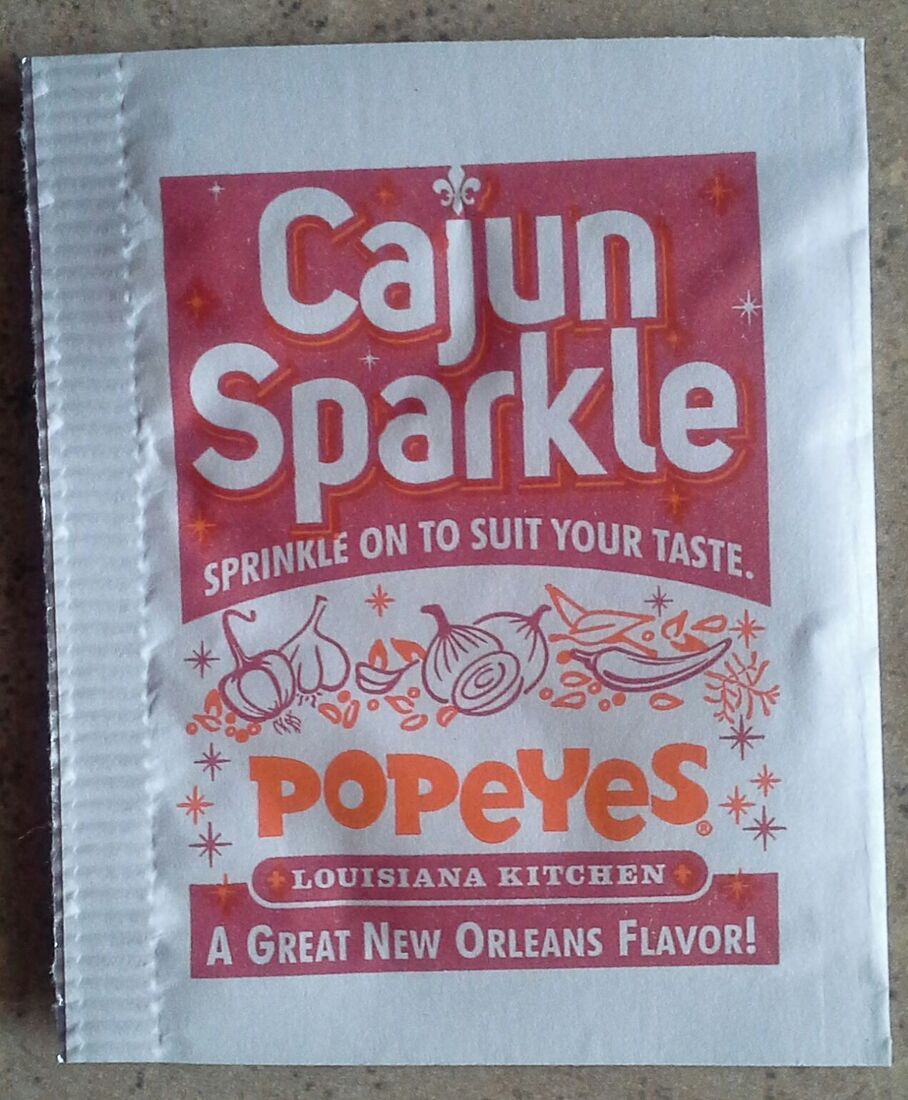 Cajun
Sparkle
SPRINKLE ON TO SUIT YOUR TASTE.
POPEYES®
LOUISIANA KITCHEN
A GREAT NEW ORLEANS FLAVOR!